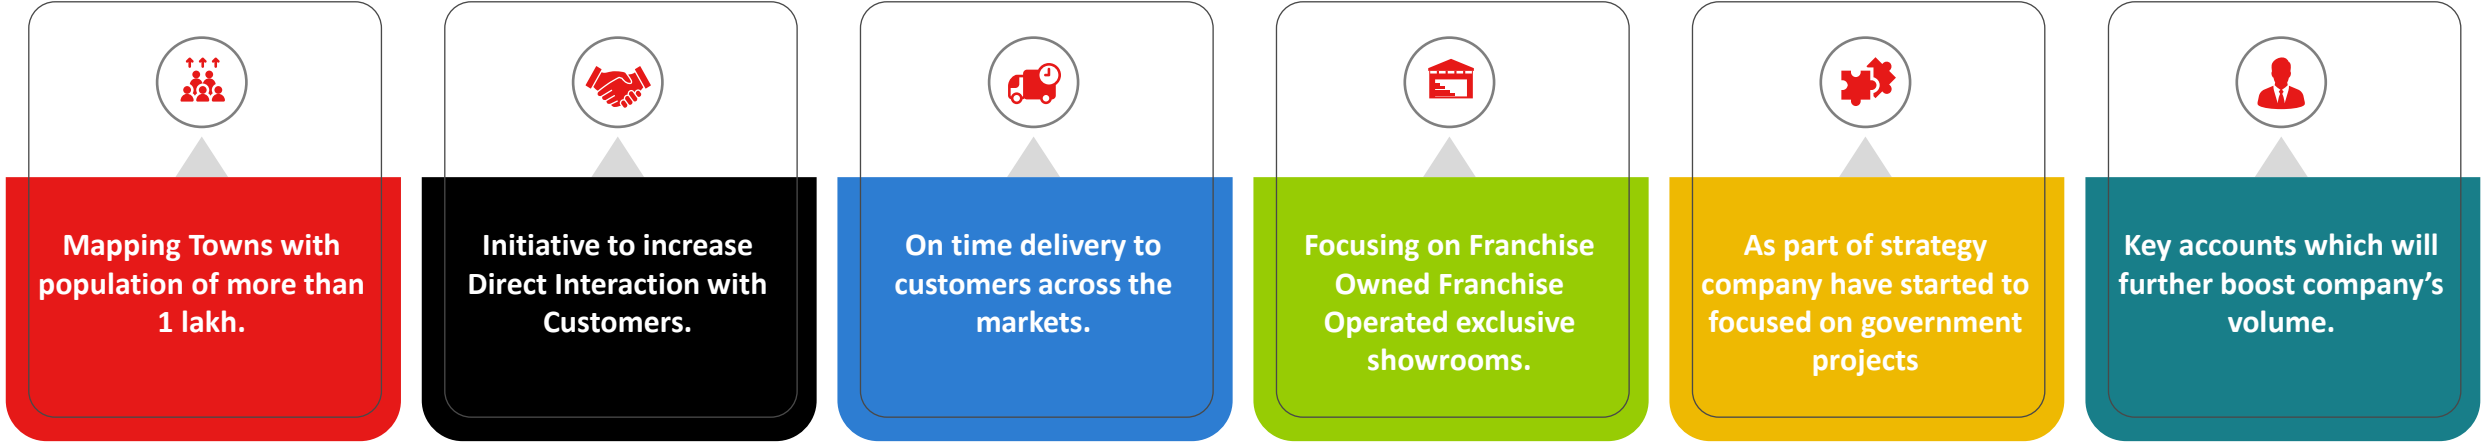 Mapping Towns with
population of more than
1 lakh.
Initiative to increase
Direct Interaction with
Customers.
On time delivery to
customers across the
markets.
Focusing on Franchise
Owned Franchise
Operated exclusive
showrooms.
As part of strategy
company have started to
focused on government
projects
Key accounts which will
further boost company’s
volume.